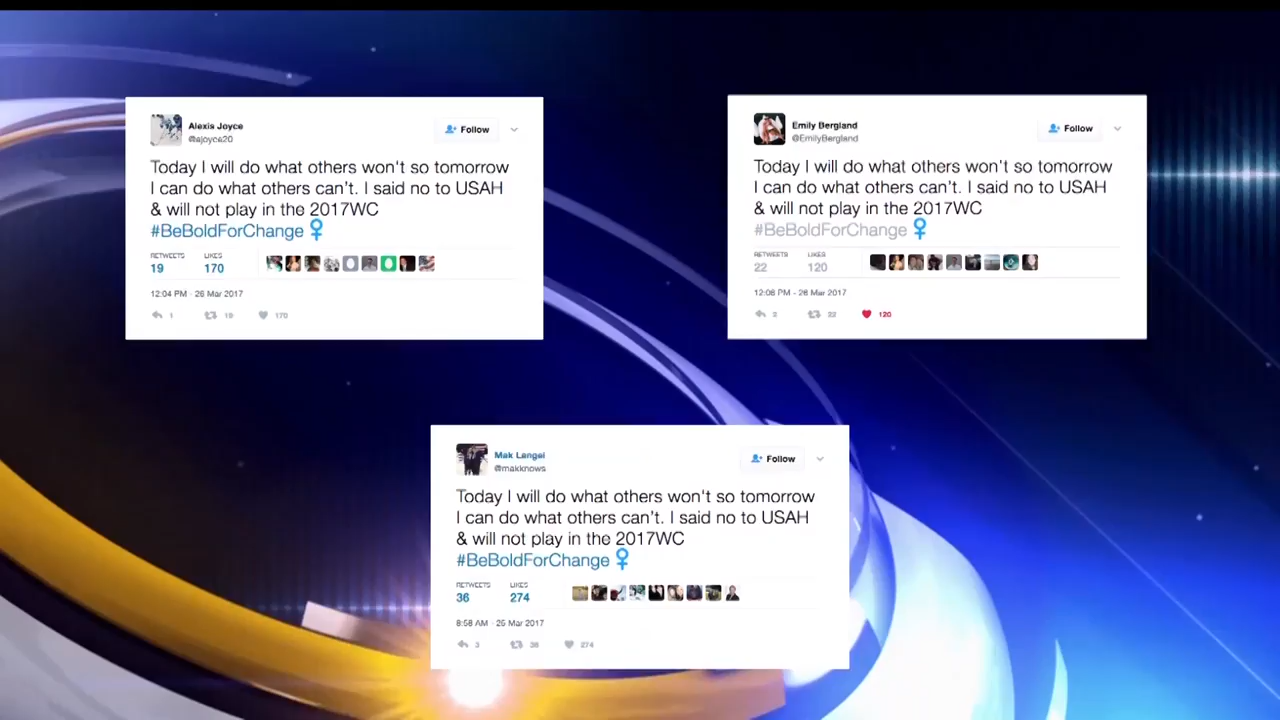 Alexis Joyce
@ajoyce20
Follow
Today I will do what others won't so tomorrow
I can do what others can't. I said no to USAH
& will not play in the 2017WC
#BeBoldForChange
RETWEETS LIKES
19 170
12:04 PM - 26 Mar 2017
1 19 170
Emily Bergland
@EmilyBergland
Follow
Today I will do what others won't so tomorrow
I can do what others can't. I said no to USAH
& will not play in the 2017WC
#BeBoldForChange
RETWEETS LIKES
22 120
12:08 PM - 26 Mar 2017
2 22 120
Mak Langei
@makknows
Follow
Today I will do what others won't so tomorrow
I can do what others can't. I said no to USAH
& will not play in the 2017WC
#BeBoldForChange
RETWEETS LIKES
36 274
8:58 AM - 26 Mar 2017
3 36 274